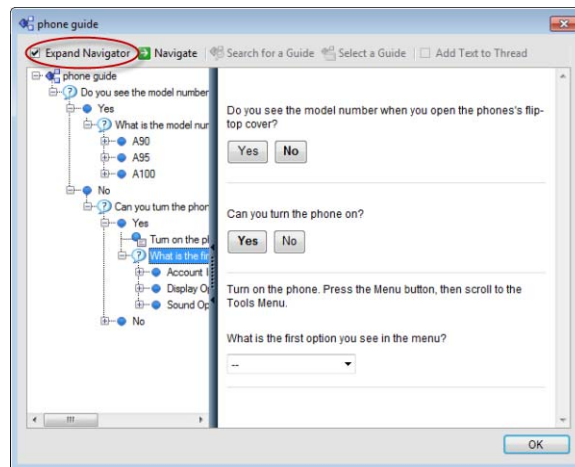 phone guide
Expand Navigator Navigate Search for a Guide Select a Guide Add Text to Thread
phone guide
Do you see the model number
Yes
What is the model nur
A90
A95
A100
No
Can you turn the phor
Yes
Turn on the pl
What is the fir
Account I
Display Op
Sound Op
No
Do you see the model number when you open the phones's flip-
top cover?
Yes No
Can you turn the phone on?
Yes No
Turn on the phone. Press the Menu button, then scroll to the
Tools Menu.
What is the first option you see in the menu?
--
OK